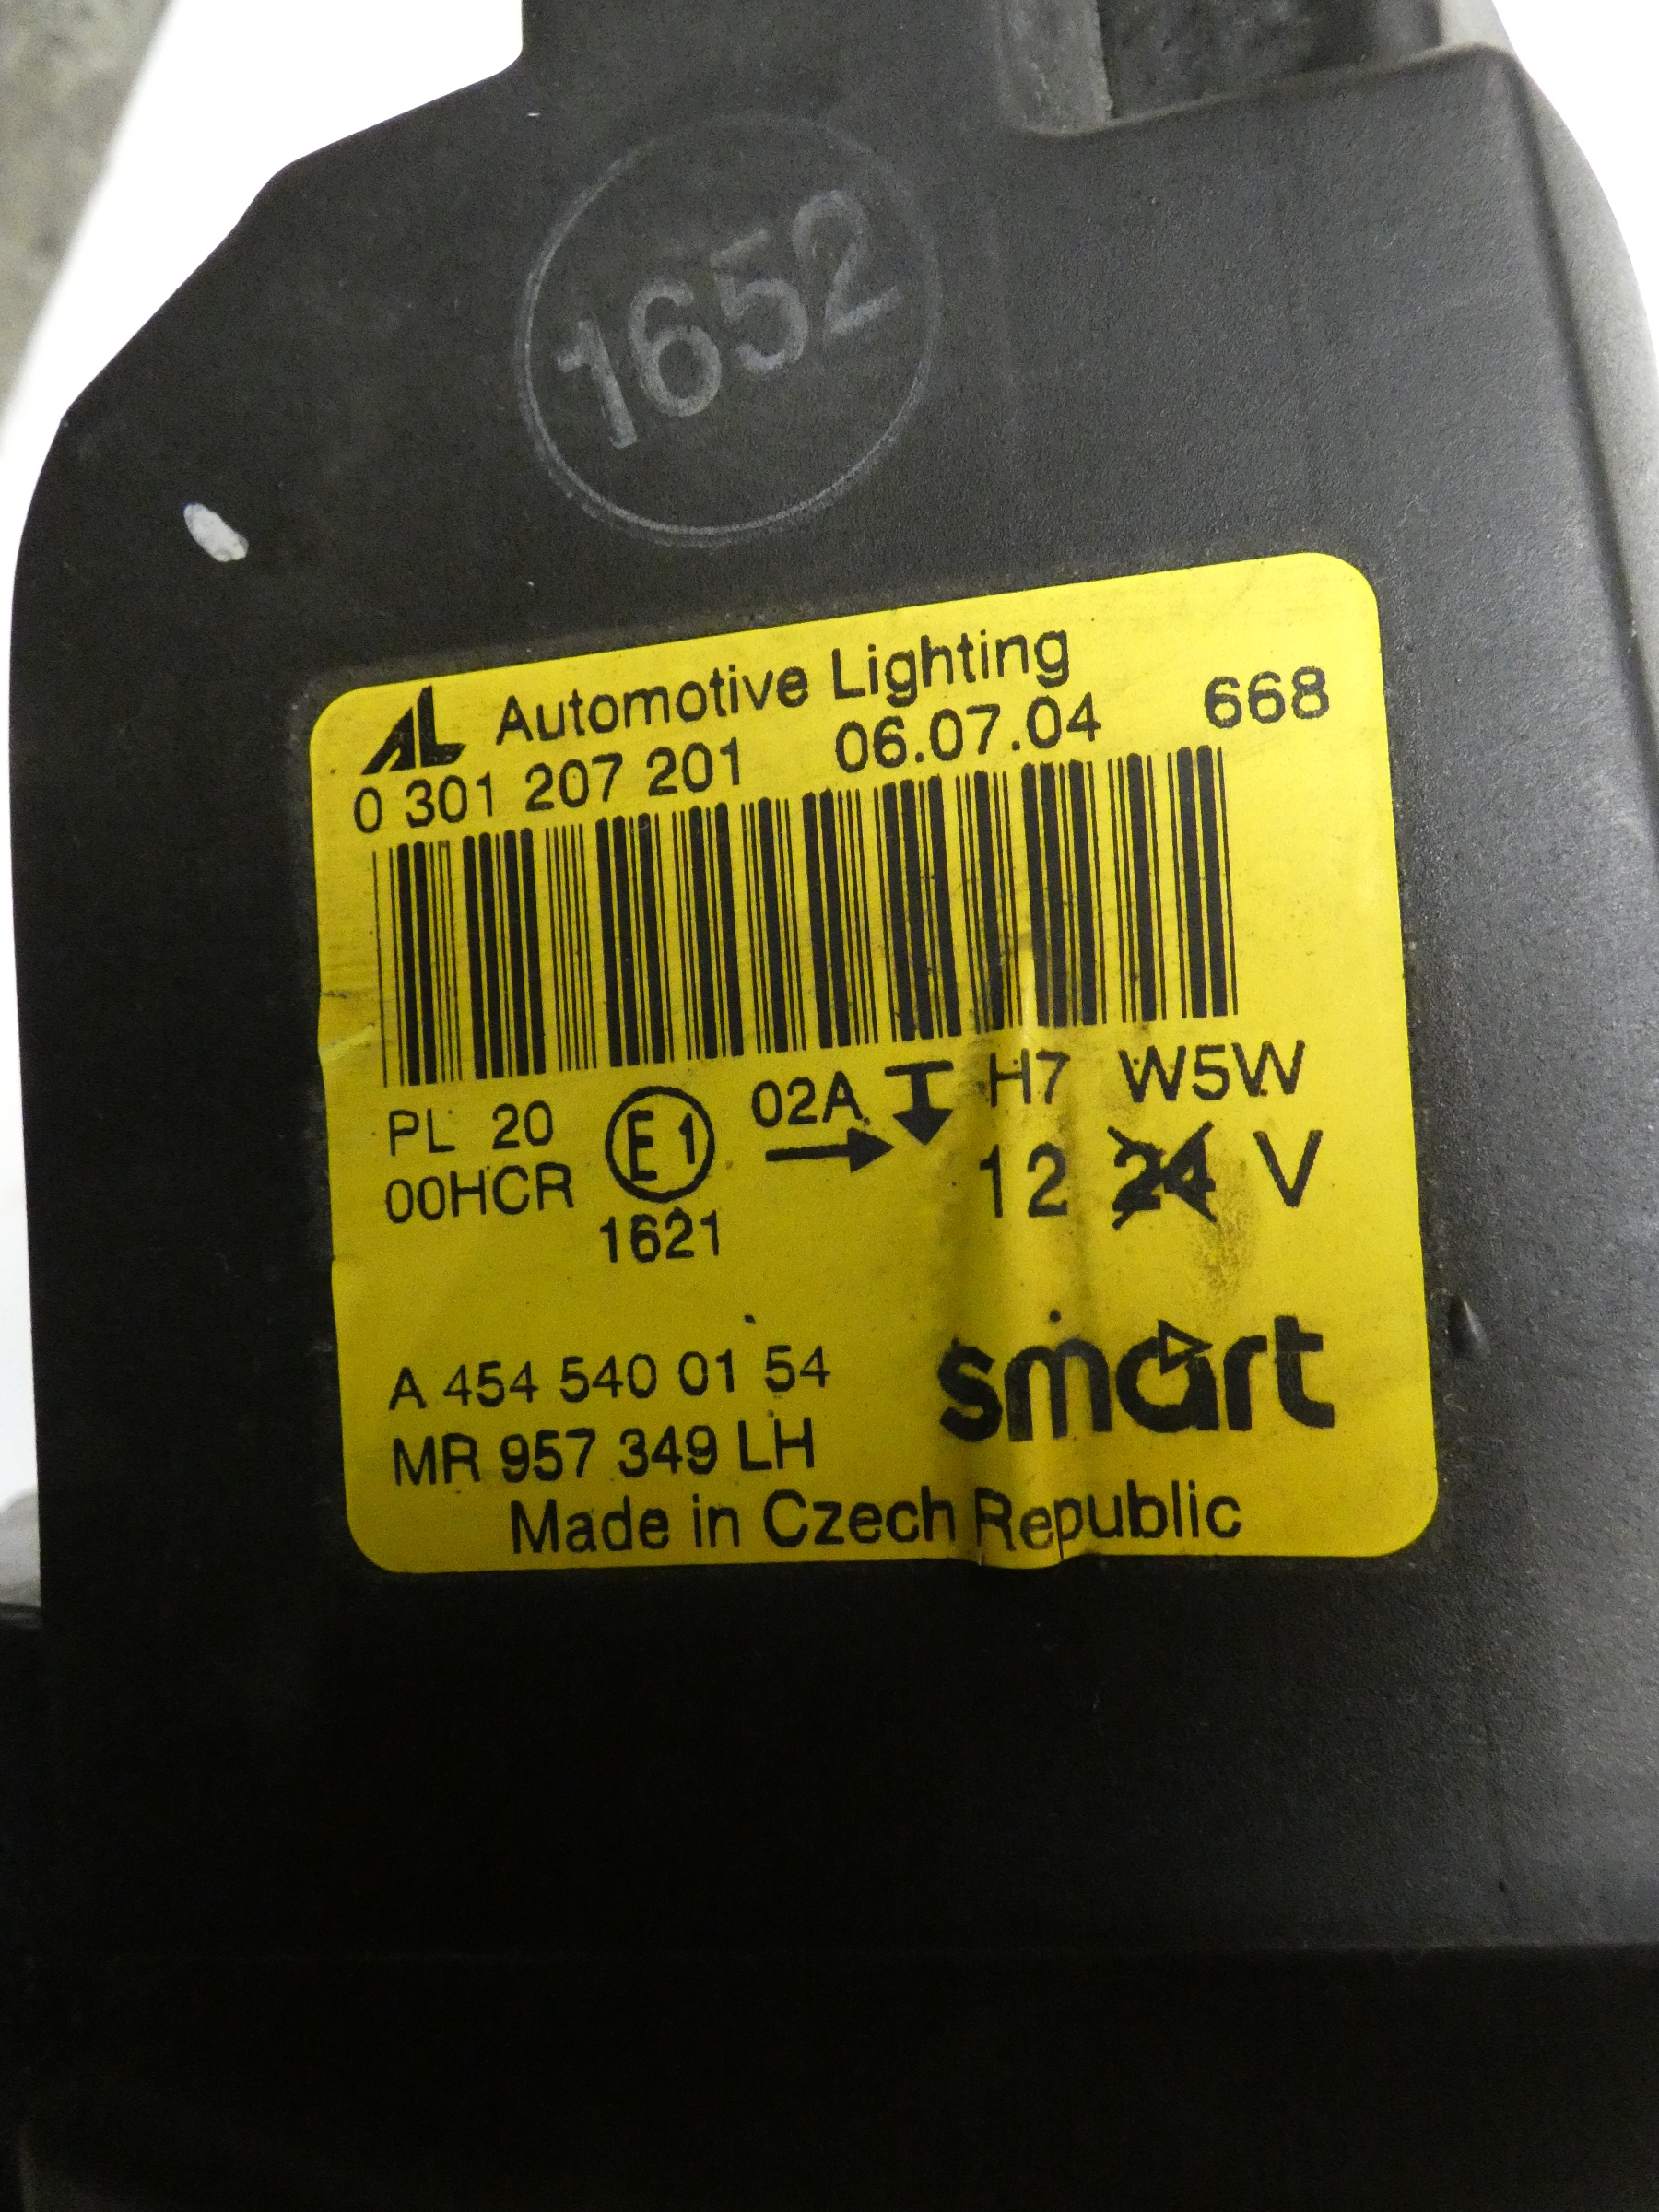 1652
AL Automotive Lighting
0 301 207 201 06.07.04 668
PL 20 E1 02A H7 W5W
00HCR 12 24 V
1621
A 454 540 01 54 smart
MR 957 349 LH
Made in Czech Republic